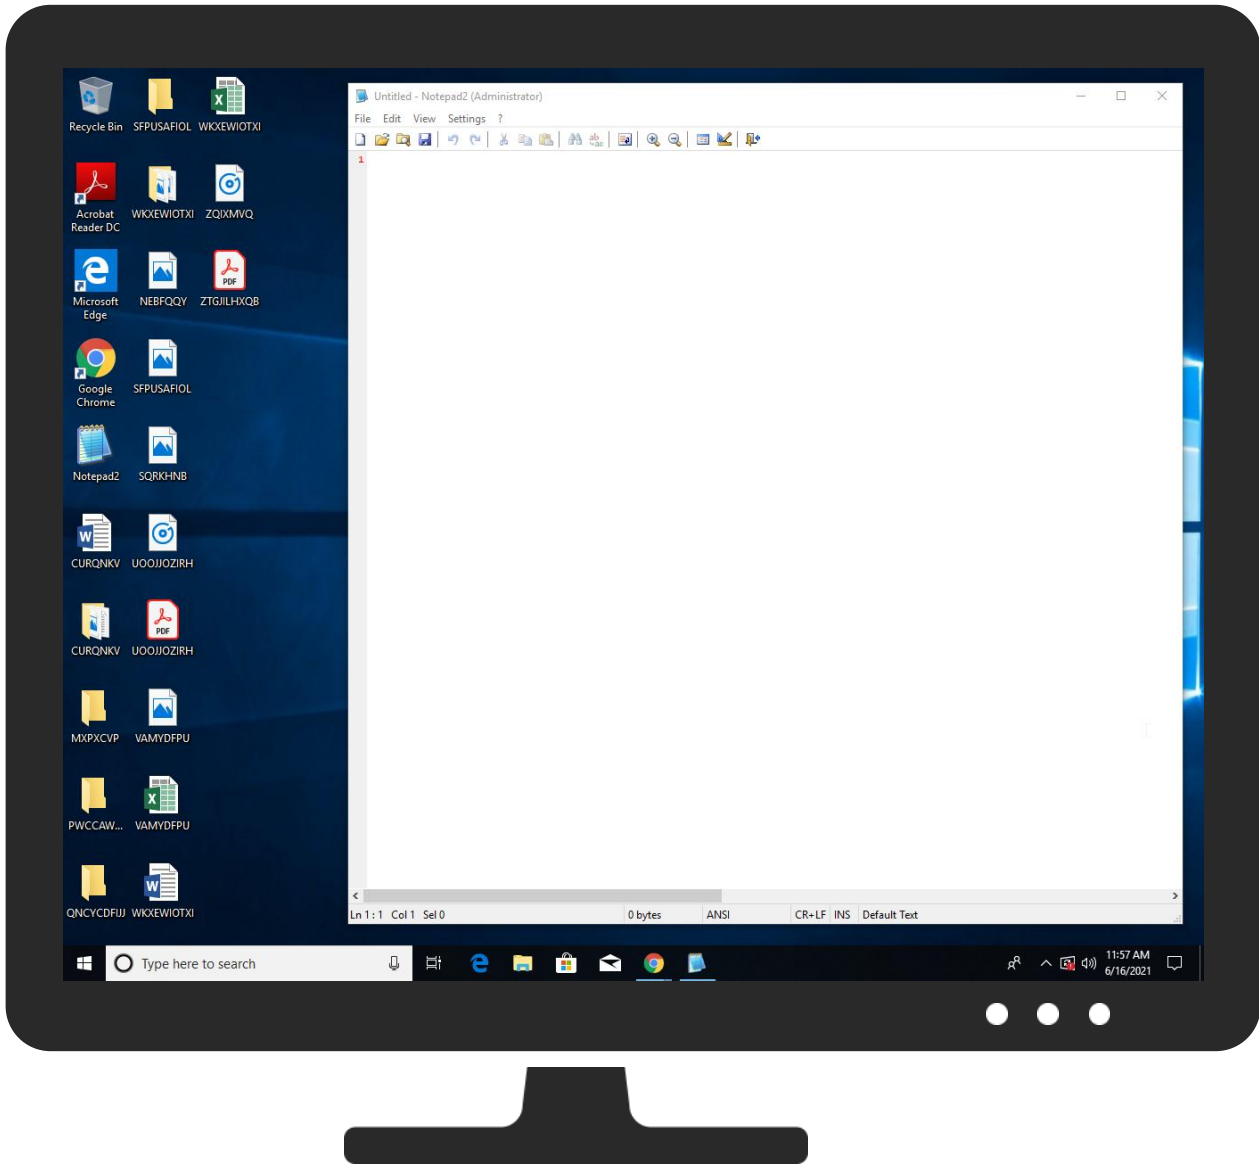 Recycle Bin
SFPUSAFIOL
WKXEWIOTXI
Acrobat
Reader DC
WKXEWIOTXI
ZQIXMVQ
Microsoft
Edge
NEBFQQY
PDF
ZTGJILHXQB
Google
Chrome
SFPUSAFIOL
Notepad2
SQRKHNB
CURQNKV
UOOJJOZIRH
CURQNKV
PDF
UOOJJOZIRH
MXPXCVP
VAMYDFPU
PWCCAW...
VAMYDFPU
QNCYCDFIJJ
WKXEWIOTXI
Untitled - Notepad2 (Administrator)
File Edit View Settings ?
1
Ln 1 : 1 Col 1 Sel 0 0 bytes ANSI CR+LF INS Default Text
Type here to search
11:57 AM
6/16/2021